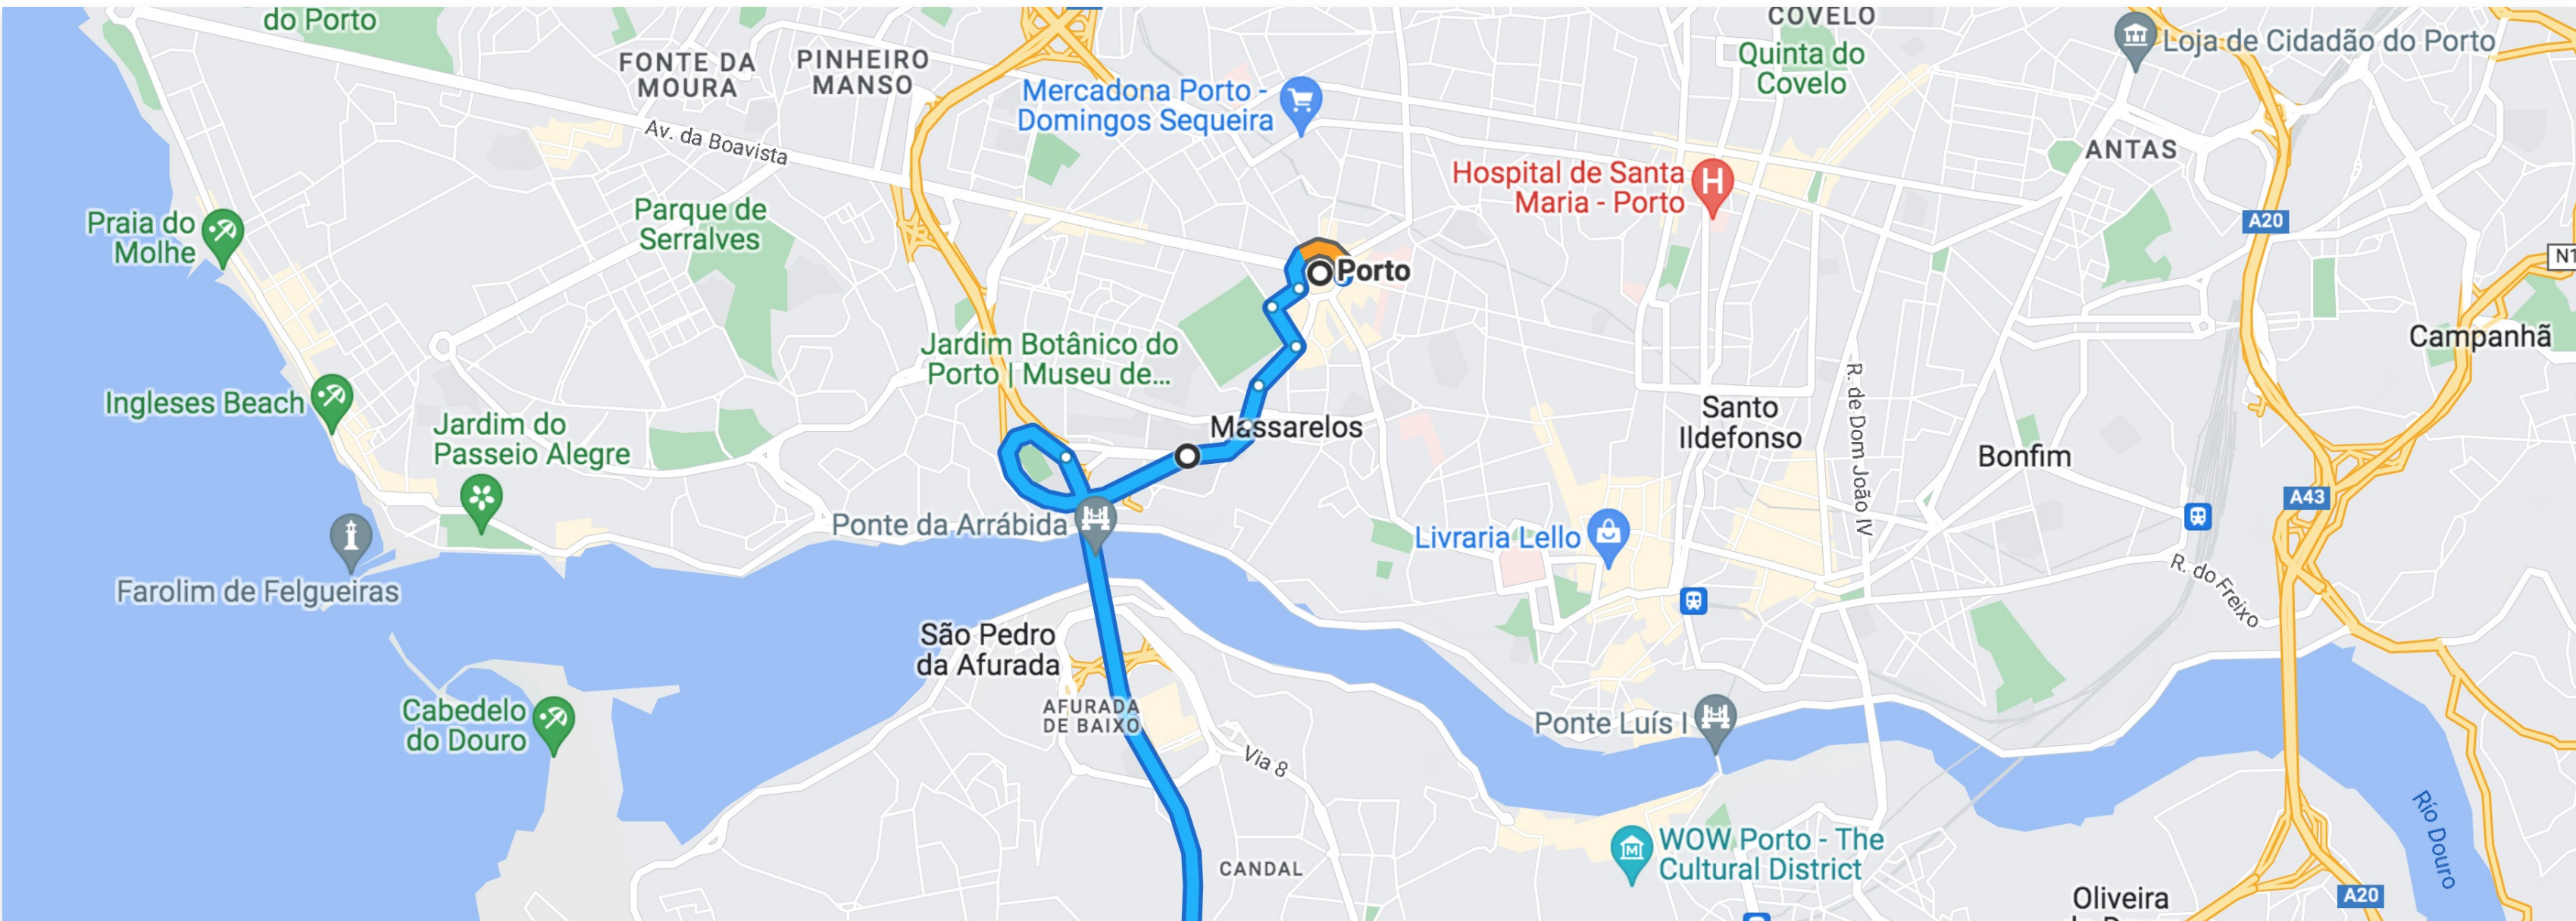 do Porto
FONTE DA
MOURA
PINHEIRO
MANSO
Mercadona Porto -
Domingos Sequeira
COVELO
Quinta do
Covelo
Loja de Cidadão do Porto
Av. da Boavista
ANTAS
Praia do
Molhe
Parque de
Serralves
Hospital de Santa
Maria - Porto
H
A20
N1
Porto
Jardim Botânico do
Porto | Museu de...
Campanhã
Ingleses Beach
Jardim do
Passeio Alegre
Massarelos
Santo
Ildefonso
R. de Dom João IV
Bonfim
A43
Ponte da Arrábida
Livraria Lello
Farolim de Felgueiras
R. do Freixo
São Pedro
da Afurada
AFURADA
DE BAIXO
Cabedelo
do Douro
Ponte Luís I
Via 8
Río Douro
WOW Porto - The
Cultural District
M
CANDAL
Oliveira
A20